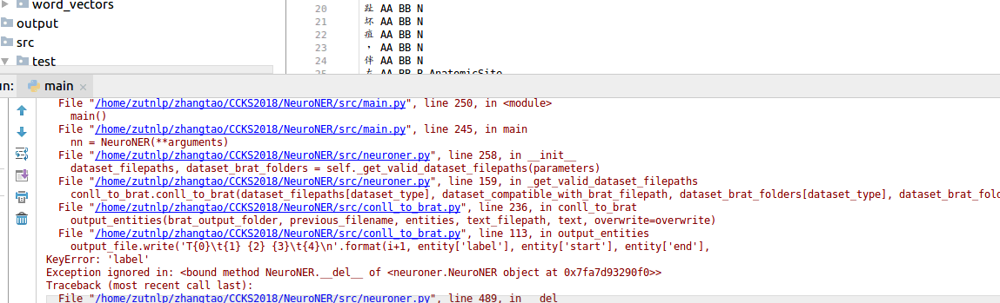 word_vectors
output
src
test
20 趾 AA BB N
21 坏 AA BB N
22 疽 AA BB N
23 , AA BB N
24 伴 AA BB N
25 AA BB B-AnatomicSite
un: main
File "/home/zutnlp/zhangtao/CCKS2018/NeuroNER/src/main.py", line 250, in <module>
main()
File "/home/zutnlp/zhangtao/CCKS2018/NeuroNER/src/main.py", line 245, in main
nn = NeuroNER(**arguments)
File "/home/zutnlp/zhangtao/CCKS2018/NeuroNER/src/neuroner.py", line 258, in __init__
dataset_filepaths, dataset_brat_folders = self._get_valid_dataset_filepaths(parameters)
File "/home/zutnlp/zhangtao/CCKS2018/NeuroNER/src/neuroner.py", line 159, in _get_valid_dataset_filepaths
conll_to_brat.conll_to_brat(dataset_filepaths[dataset_type], dataset_compatible_with_brat_filepath, dataset_brat_folders[dataset_type], dataset_brat_fold
File "/home/zutnlp/zhangtao/CCKS2018/NeuroNER/src/conll_to_brat.py", line 236, in conll_to_brat
output_entities(brat_output_folder, previous_filename, entities, text_filepath, text, overwrite=overwrite)
File "/home/zutnlp/zhangtao/CCKS2018/NeuroNER/src/conll_to_brat.py", line 113, in output_entities
output_file.write('T{0}\t{1} {2} {3}\t{4}\n'.format(i+1, entity['label'], entity['start'], entity['end'],
KeyError: 'label'
Exception ignored in: <bound method NeuroNER.__del__ of <neuroner.NeuroNER object at 0x7fa7d93290f0>>
Traceback (most recent call last):
File "/home/zutnlp/zhangtao/CCKS2018/NeuroNER/src/neuroner.py", line 489, in __del__